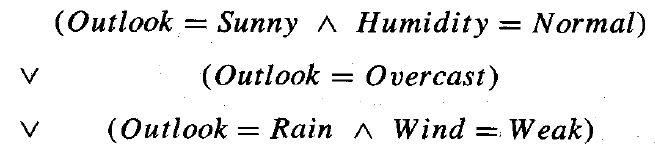 (Outlook = Sunny ∧ Humidity = Normal)
∨ (Outlook = Overcast)
∨ (Outlook = Rain ∧ Wind = Weak)